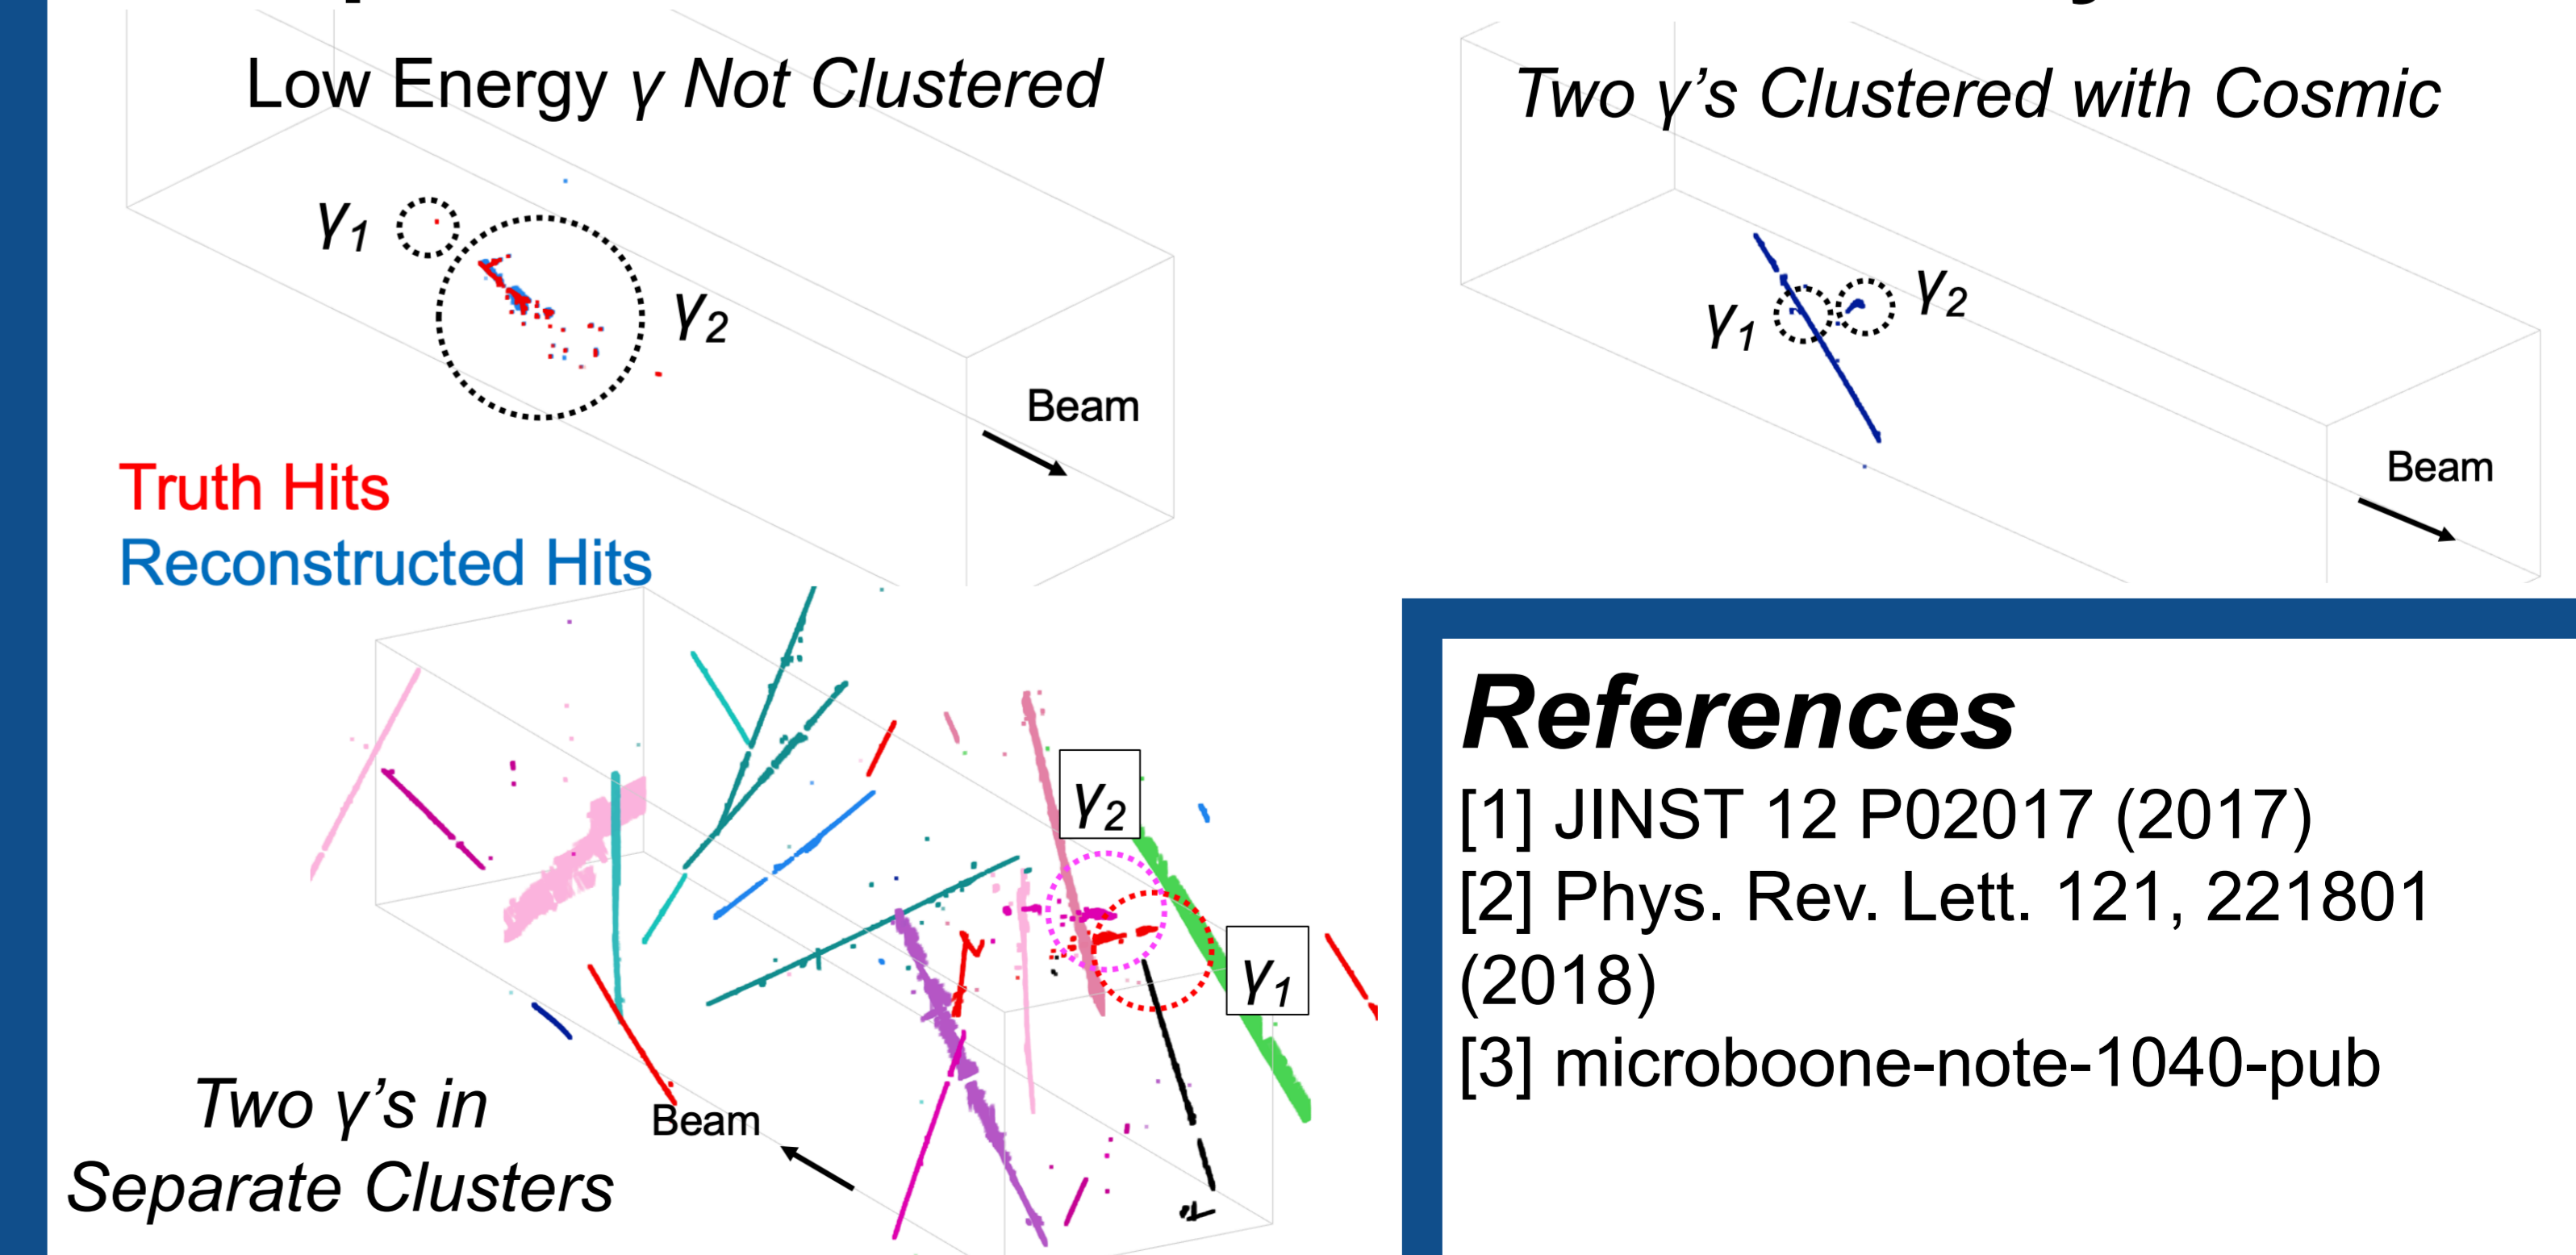 Low Energy γ Not Clustered
γ1
γ2
Beam
Truth Hits
Reconstructed Hits
Two γ's Clustered with Cosmic
γ1
γ2
Beam
γ2
γ1
Two γ's in
Separate Clusters
Beam
References
[1] JINST 12 P02017 (2017)
[2] Phys. Rev. Lett. 121, 221801
(2018)
[3] microboone-note-1040-pub